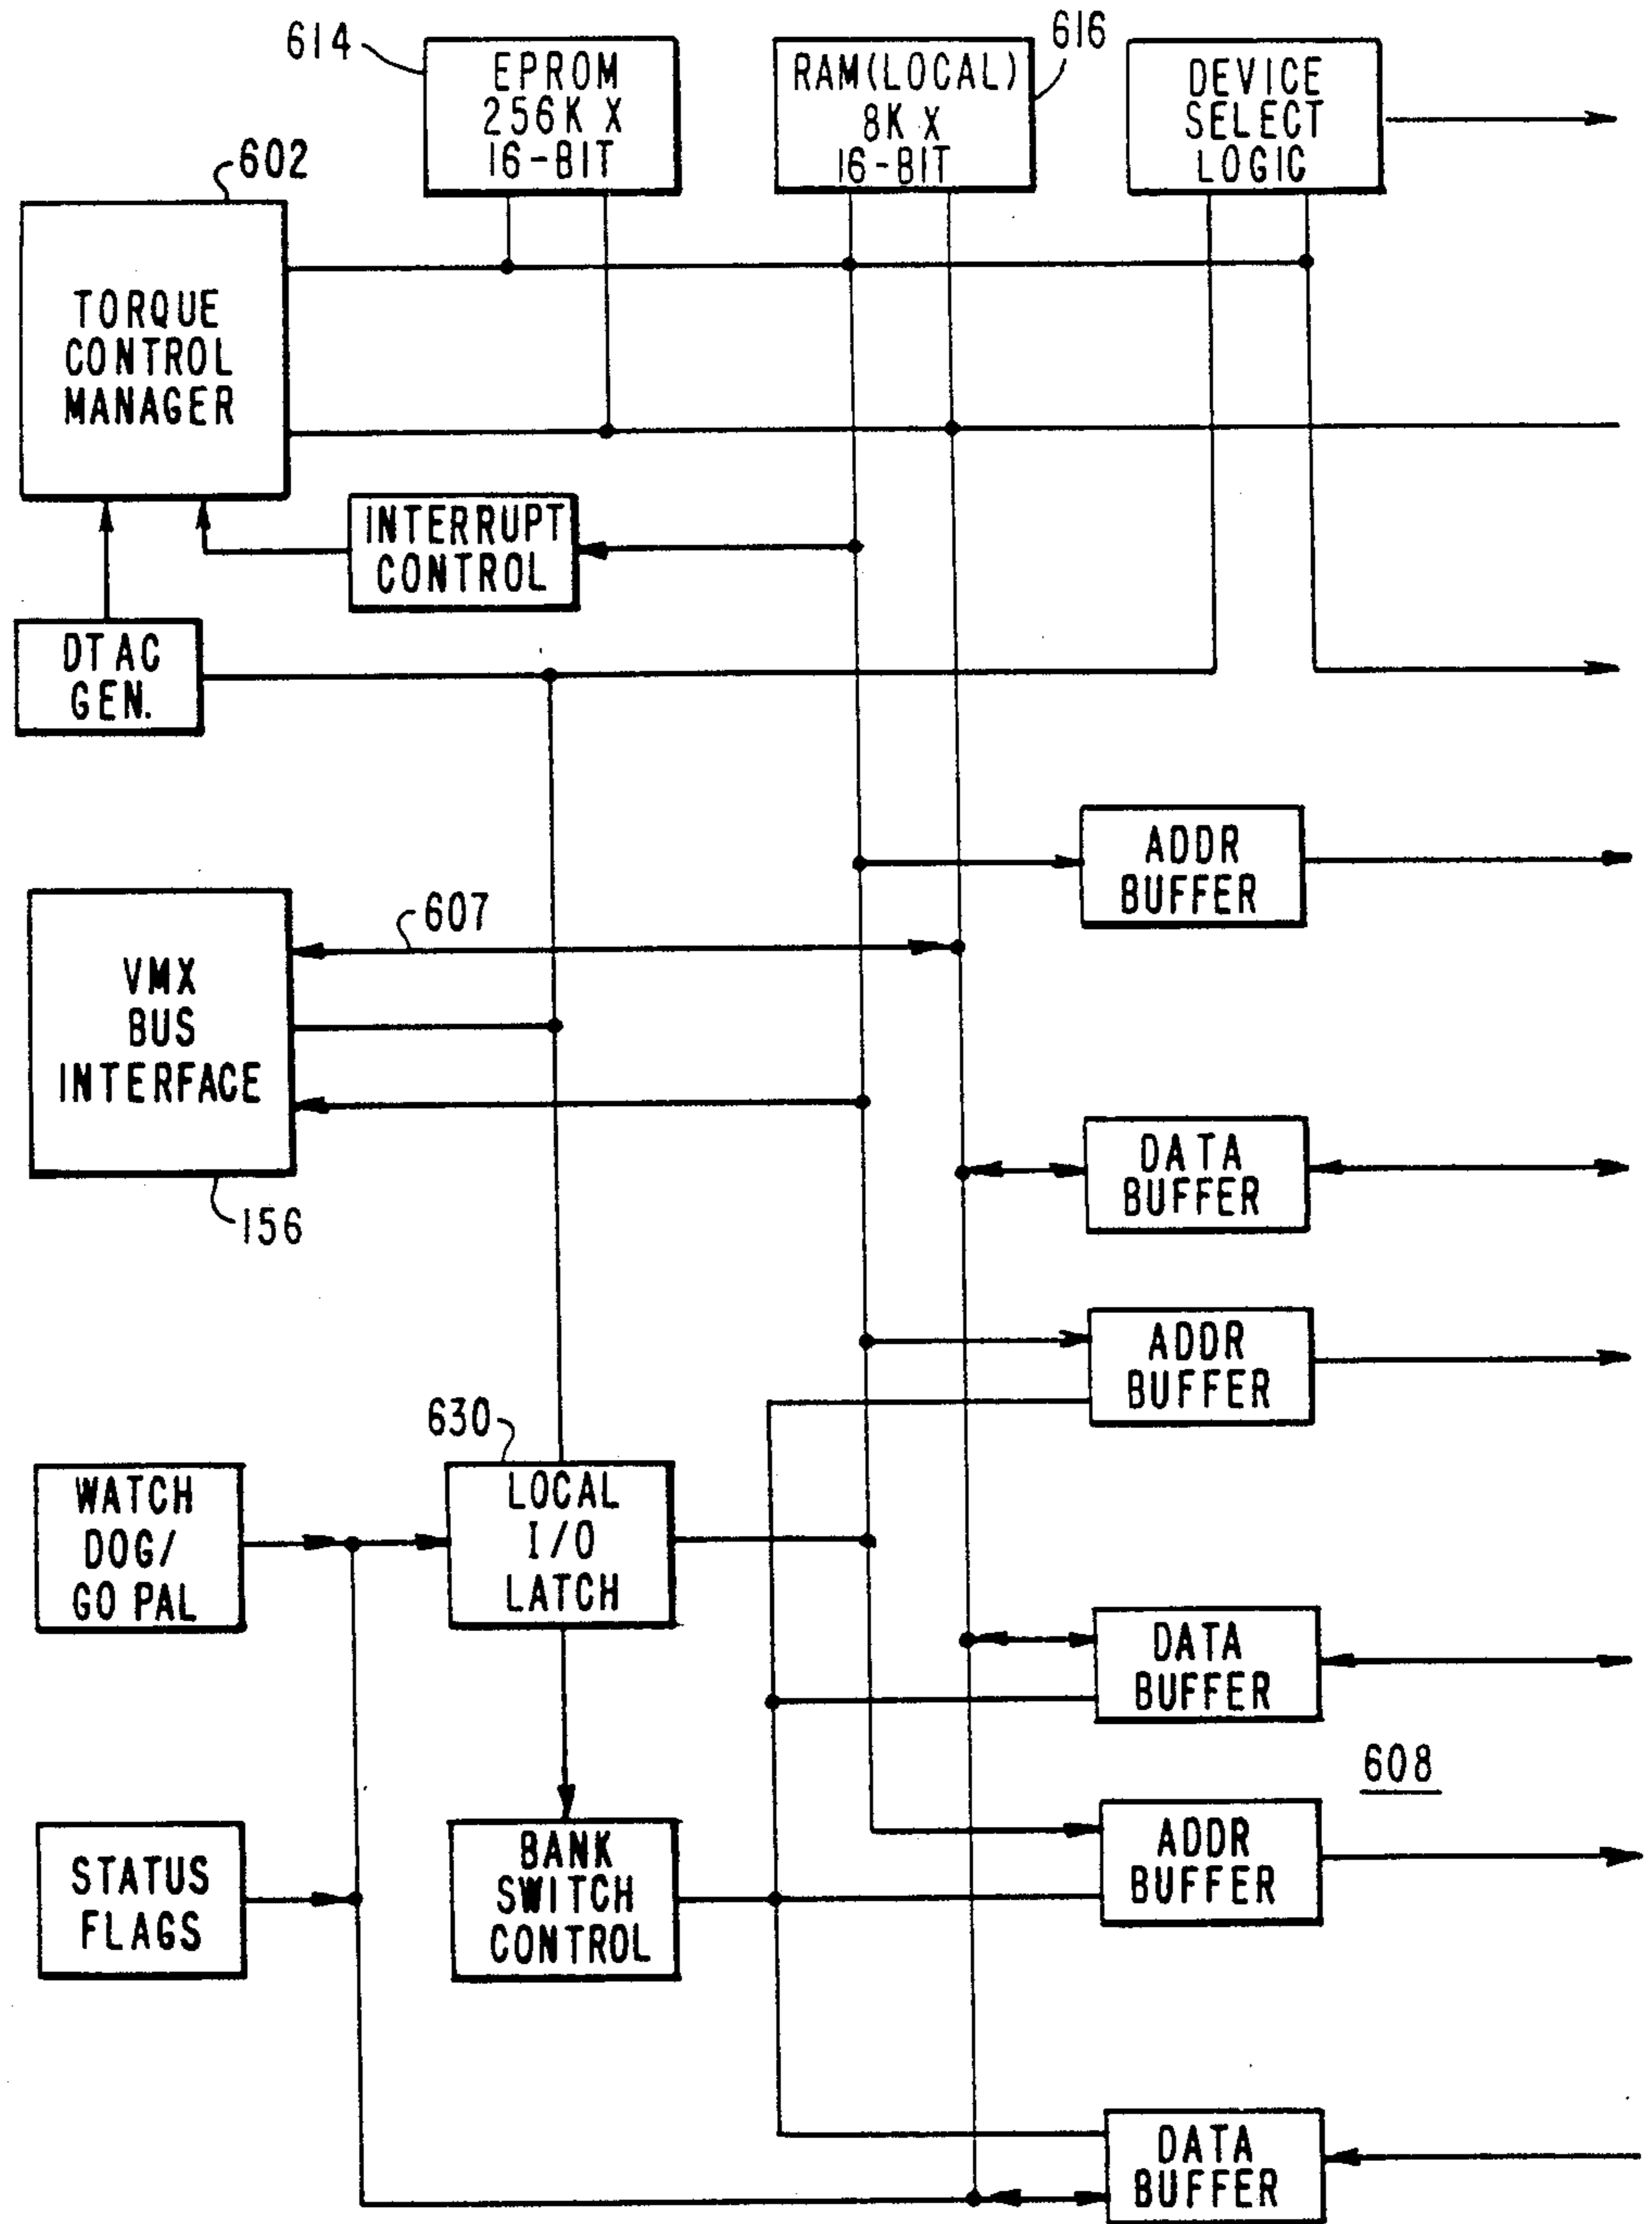 614
EPROM
256K X
16-BIT
RAM(LOCAL)
8K X
16-BIT
616
DEVICE
SELECT
LOGIC
602
TORQUE
CONTROL
MANAGER
INTERRUPT
CONTROL
DTAC
GEN.
ADDR
BUFFER
607
VMX
BUS
INTERFACE
156
DATA
BUFFER
ADDR
BUFFER
630
WATCH
DOG/
GO PAL
LOCAL
I/O
LATCH
DATA
BUFFER
608
STATUS
FLAGS
BANK
SWITCH
CONTROL
ADDR
BUFFER
DATA
BUFFER